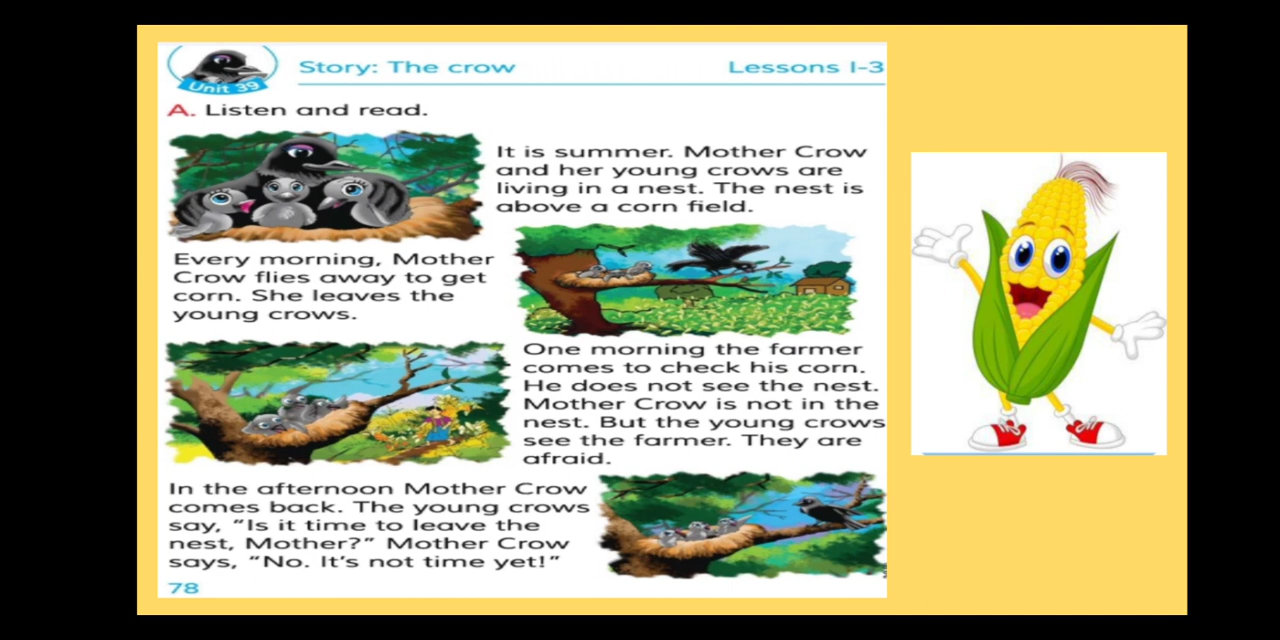 Unit 39
Story: The crow
Lessons 1-3
A. Listen and read.
It is summer. Mother Crow
and her young crows are
living in a nest. The nest is
above a corn field.
Every morning, Mother
Crow flies away to get
corn. She leaves the
young crows.
One morning the farmer
comes to check his corn.
He does not see the nest.
Mother Crow is not in the
nest. But the young crows
see the farmer. They are
afraid.
In the afternoon Mother Crow
comes back. The young crows
say, “Is it time to leave the
nest, Mother?” Mother Crow
says, “No. It’s not time yet!”
78